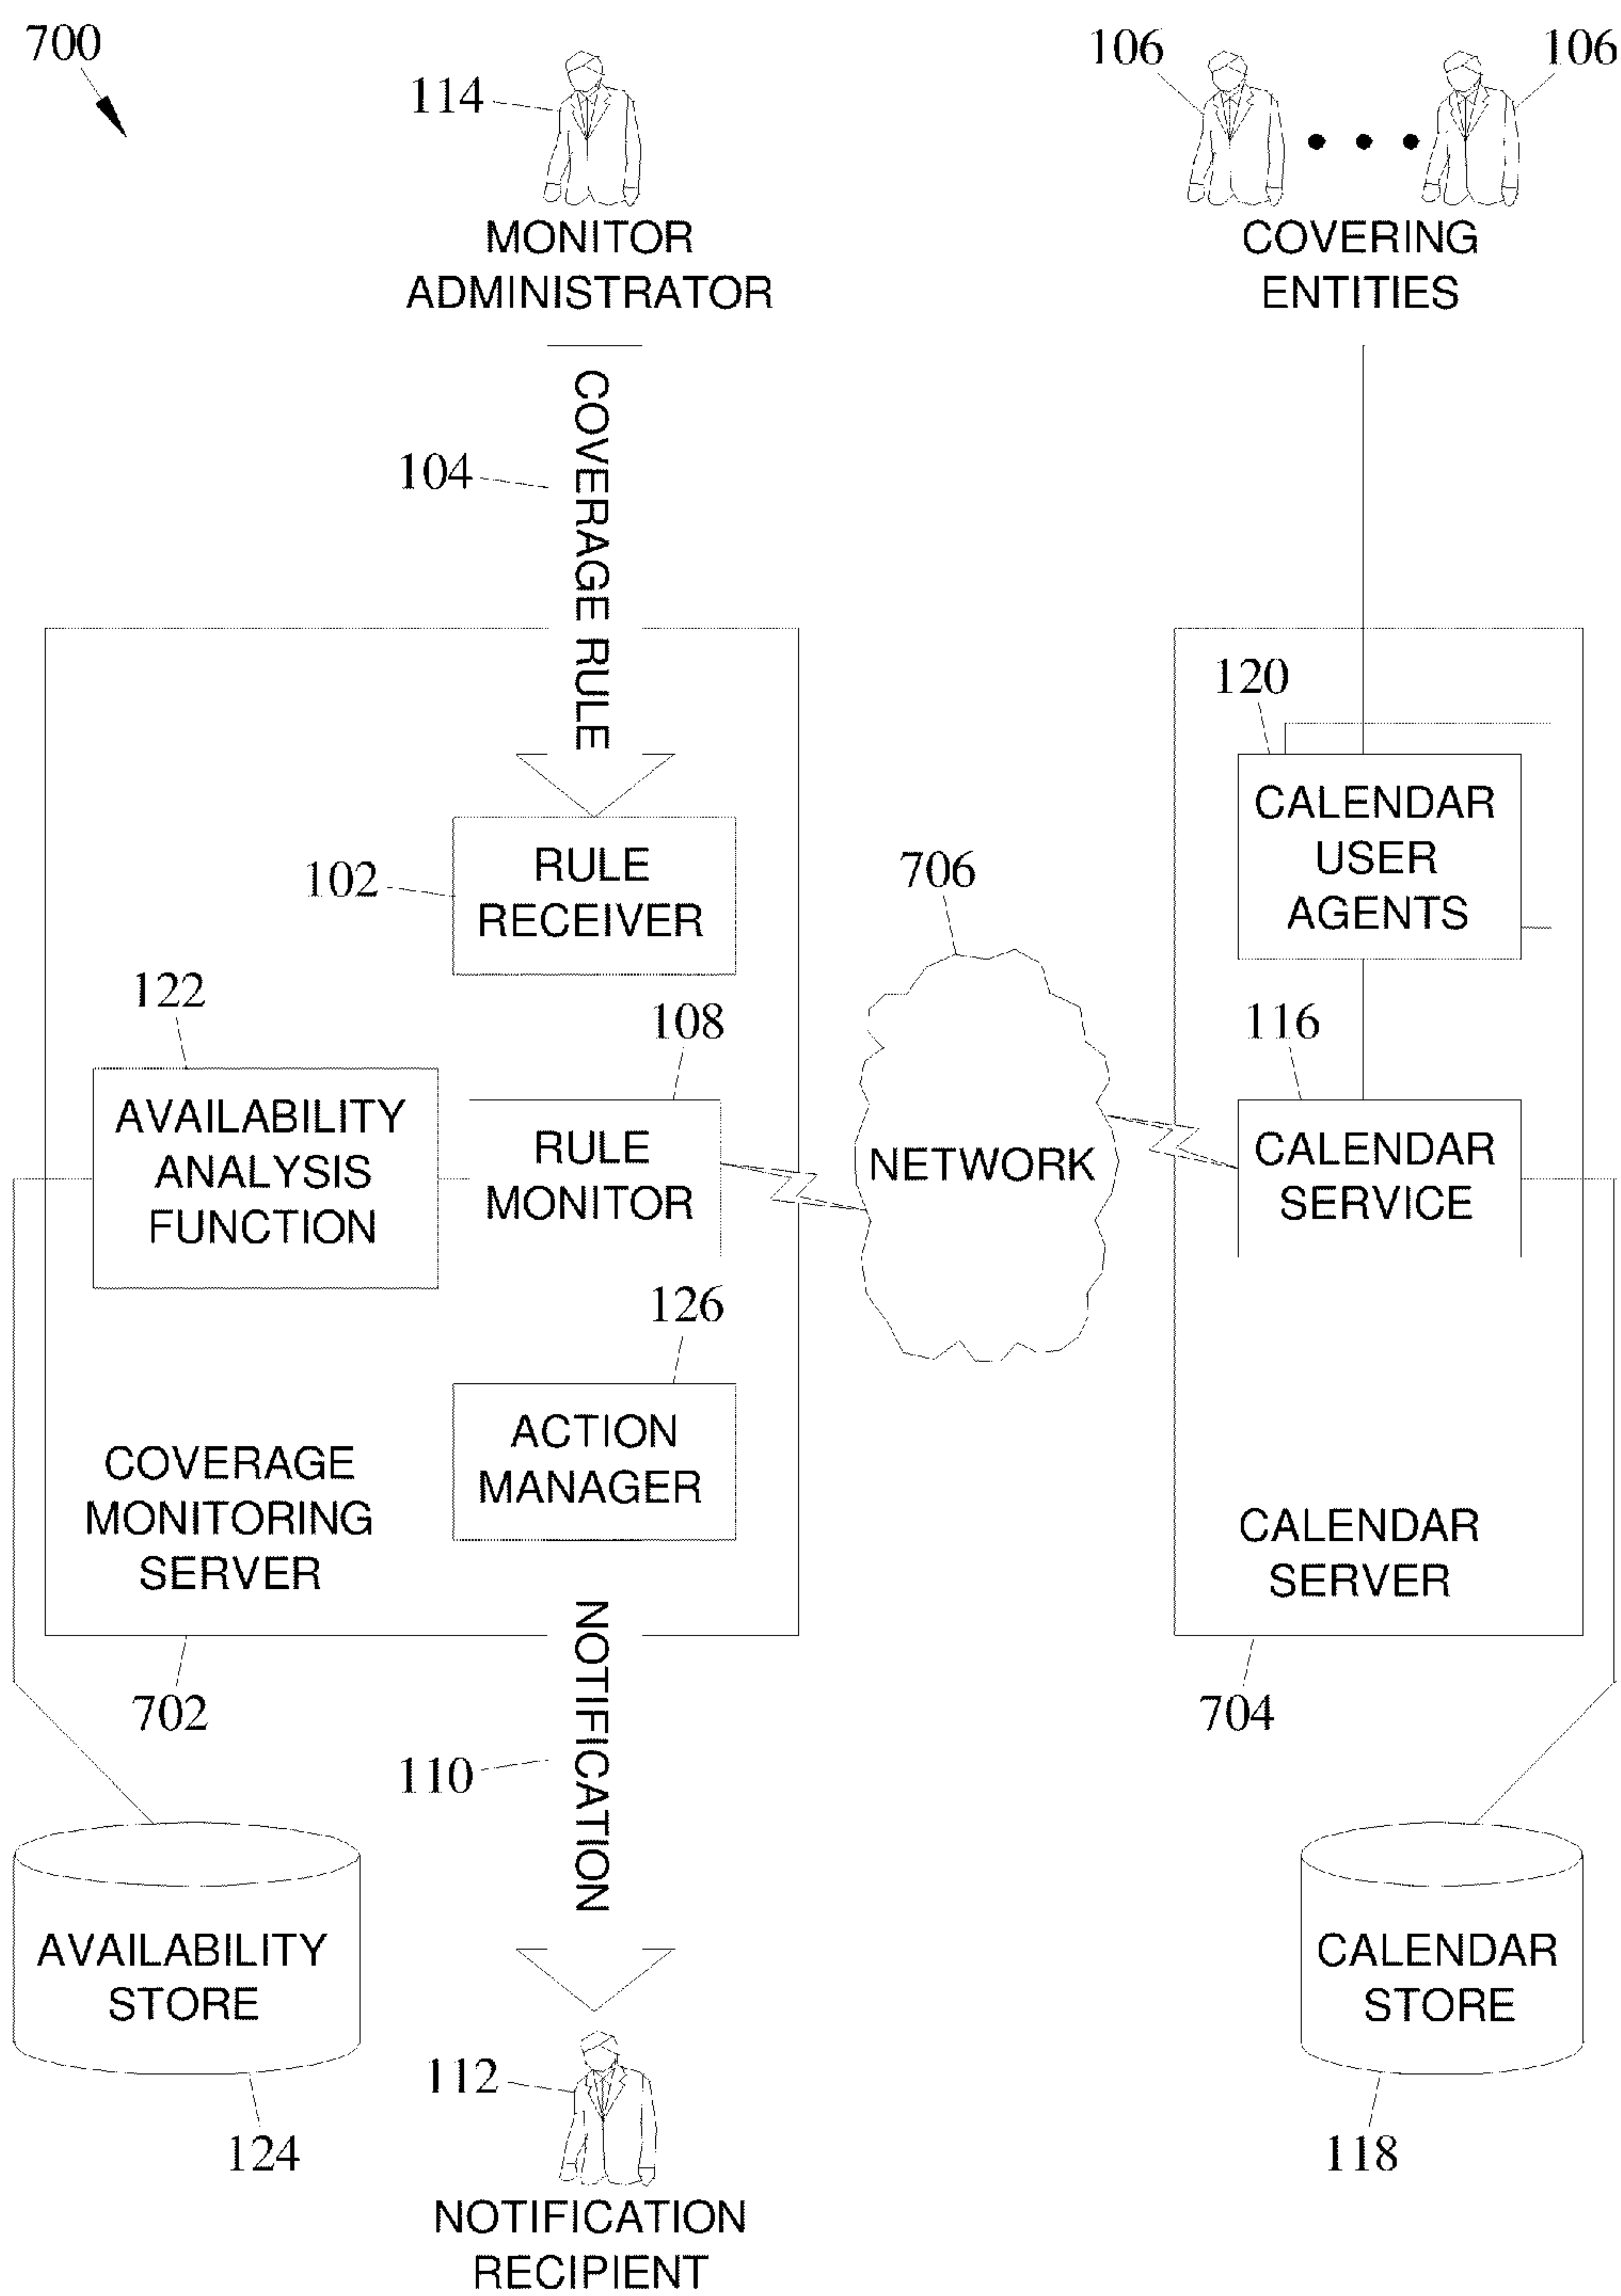 700
114
106
106
MONITOR
ADMINISTRATOR
COVERING
ENTITIES
104
COVERAGE RULE
120
CALENDAR
USER
AGENTS
102
RULE
RECEIVER
706
122
108
116
AVAILABILITY
ANALYSIS
FUNCTION
RULE
MONITOR
NETWORK
CALENDAR
SERVICE
126
ACTION
MANAGER
COVERAGE
MONITORING
SERVER
CALENDAR
SERVER
702
704
110
NOTIFICATION
AVAILABILITY
STORE
CALENDAR
STORE
112
124
118
NOTIFICATION
RECIPIENT